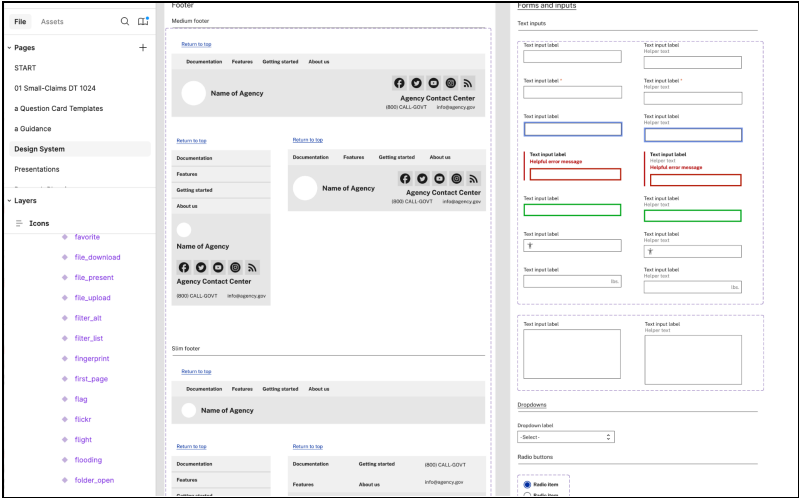 File
Assets
Pages
START
01 Small-Claims DT 1024
a Question Card Templates
a Guidance
Design System
Presentations
Layers
Icons
favorite
file_download
file_present
file_upload
filter_alt
filter_list
fingerprint
first_page
flag
flickr
flight
flooding
folder_open
Footer
Medium footer
Return to top
Documentation Features Getting started About us
Name of Agency
Agency Contact Center
(800) CALL-GOVT info@agency.gov
Return to top
Documentation
Features
Getting started
About us
Name of Agency
Agency Contact Center
(800) CALL-GOVT info@agency.gov
Return to top
Documentation Features Getting started About us
Name of Agency
Agency Contact Center
(800) CALL-GOVT info@agency.gov
Slim footer
Return to top
Documentation Features Getting started About us
Name of Agency
Return to top
Documentation
Features
Getting started
Return to top
Documentation Getting started (800) CALL-GOVT
Features About us info@agency.gov
Forms and inputs
Text inputs
Text input label
Text input label
Helper text
Text input label *
Text input label *
Helper text
Text input label
Text input label
Helper text
Text input label
Helpful error message
Text input label
Helper text
Helpful error message
Text input label
Text input label
Helper text
Text input label
Text input label
Helper text
Text input label
lbs.
Text input label
Helper text
lbs.
Text input label
Text input label
Helper text
Dropdowns
Dropdown label
- Select -
Radio buttons
Radio item
Radio item